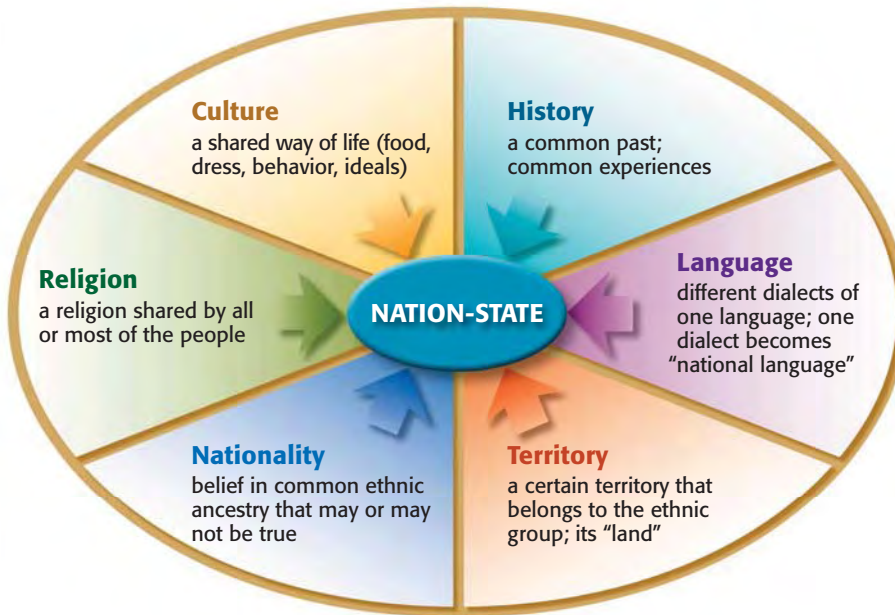 Culture
a shared way of life (food,
dress, behavior, ideals)
History
a common past;
common experiences
Religion
a religion shared by all
or most of the people
NATION-STATE
Language
different dialects of
one language; one
dialect becomes
“national language”
Nationality
belief in common ethnic
ancestry that may or may
not be true
Territory
a certain territory that
belongs to the ethnic
group; its “land”